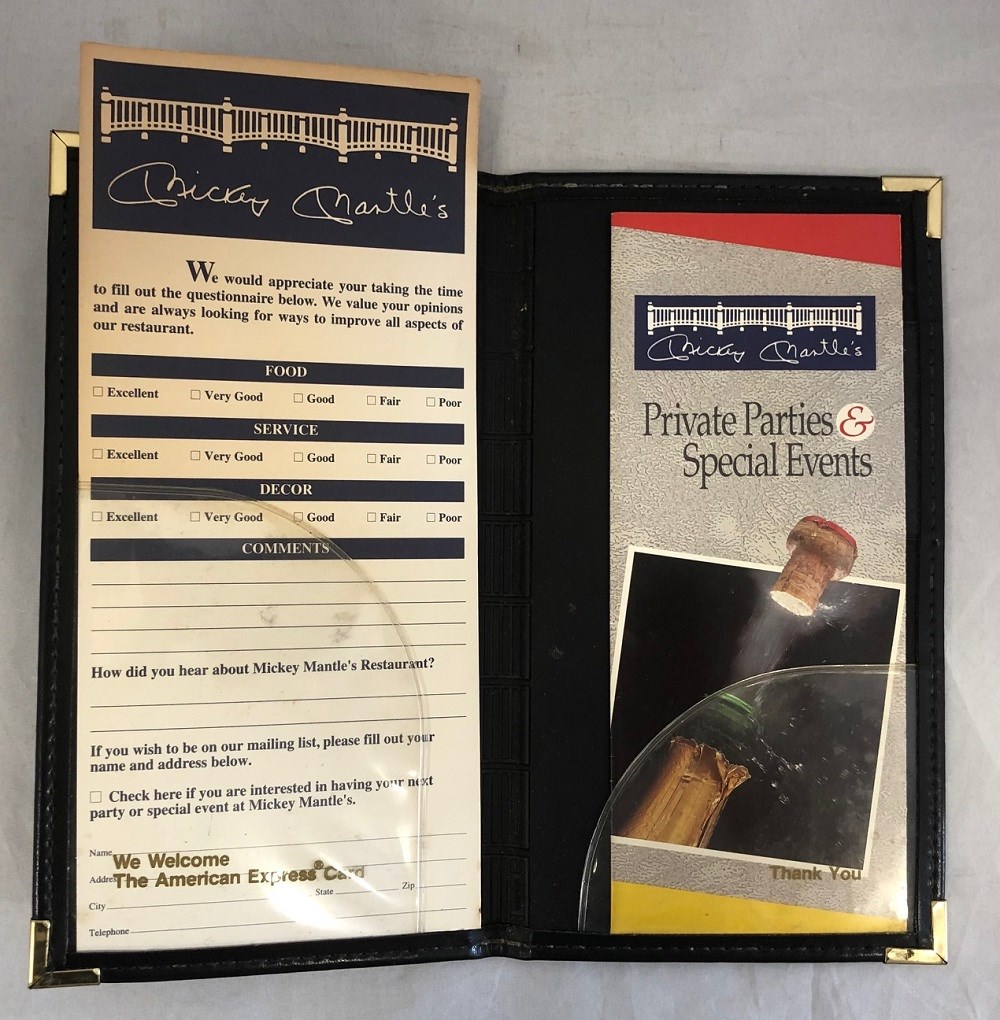 Mickey Mantle's
We would appreciate your taking the time
to fill out the questionnaire below. We value your opinions
and are always looking for ways to improve all aspects of
our restaurant.
FOOD
☐ Excellent ☐ Very Good ☐ Good ☐ Fair ☐ Poor
SERVICE
☐ Excellent ☐ Very Good ☐ Good ☐ Fair ☐ Poor
DECOR
☐ Excellent ☐ Very Good ☐ Good ☐ Fair ☐ Poor
COMMENTS
How did you hear about Mickey Mantle's Restaurant?
If you wish to be on our mailing list, please fill out your
name and address below.
☐ Check here if you are interested in having your next
party or special event at Mickey Mantle's.
Name
We Welcome
Address
The American Express® Card
City State Zip
Telephone
Mickey Mantle's
Private Parties &
Special Events
Thank You